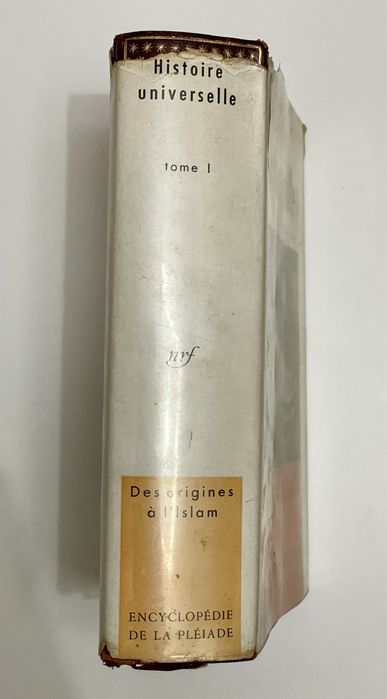 Histoire
universelle
tome I
nrf
Des origines
à l'Islam
ENCYCLOPÉDIE
DE LA PLÉIADE